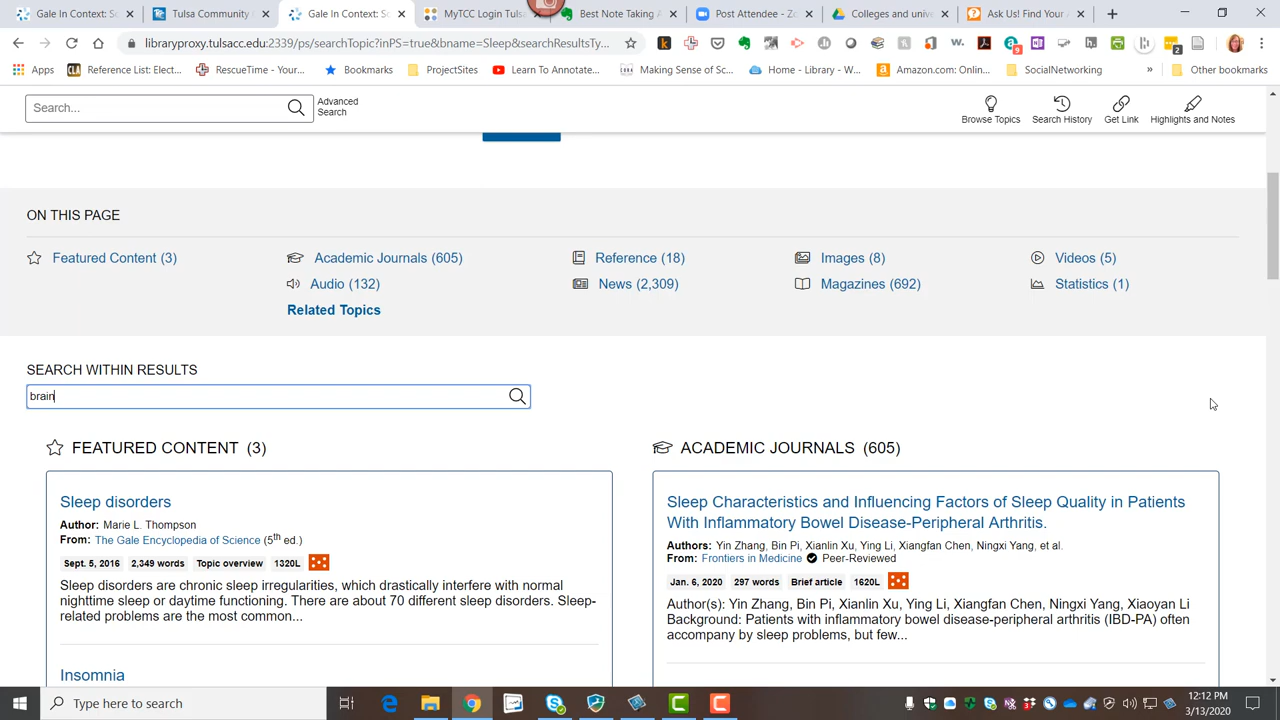 Gale In Context: Sc
Tulsa Community
Gale In Context: Sc
MyTCC Login Tulsa
Best Note Taking A
Post Attendee - Zo
Colleges and unive
Ask Us! Find Your A
libraryproxy.tulsacc.edu:2339/ps/searchTopic?inPS=true&bname=Sleep&searchResultsTy...
Apps
Reference List: Elect...
RescueTime - Your...
Bookmarks
ProjectSites
Learn To Annotate...
Making Sense of Sc...
Home - Library - W...
Amazon.com: Onlin...
SocialNetworking
»
Other bookmarks
Search...
Advanced
Search
Browse Topics
Search History
Get Link
Highlights and Notes
ON THIS PAGE
Featured Content (3)
Academic Journals (605)
Reference (18)
Images (8)
Videos (5)
Audio (132)
News (2,309)
Magazines (692)
Statistics (1)
Related Topics
SEARCH WITHIN RESULTS
brain
FEATURED CONTENT (3)
Sleep disorders
Author: Marie L. Thompson
From: The Gale Encyclopedia of Science (5th ed.)
Sept. 5, 2016 2,349 words Topic overview 1320L
Sleep disorders are chronic sleep irregularities, which drastically interfere with normal
nighttime sleep or daytime functioning. There are about 70 different sleep disorders. Sleep-
related problems are the most common...
Insomnia
ACADEMIC JOURNALS (605)
Sleep Characteristics and Influencing Factors of Sleep Quality in Patients
With Inflammatory Bowel Disease-Peripheral Arthritis.
Authors: Yin Zhang, Bin Pi, Xianlin Xu, Ying Li, Xiangfan Chen, Ningxi Yang, et al.
From: Frontiers in Medicine Peer-Reviewed
Jan. 6, 2020 297 words Brief article 1620L
Author(s): Yin Zhang, Bin Pi, Xianlin Xu, Ying Li, Xiangfan Chen, Ningxi Yang, Xiaoyan Li
Background: Patients with inflammatory bowel disease-peripheral arthritis (IBD-PA) often
accompany by sleep problems, but few...
Type here to search
12:12 PM
3/13/2020